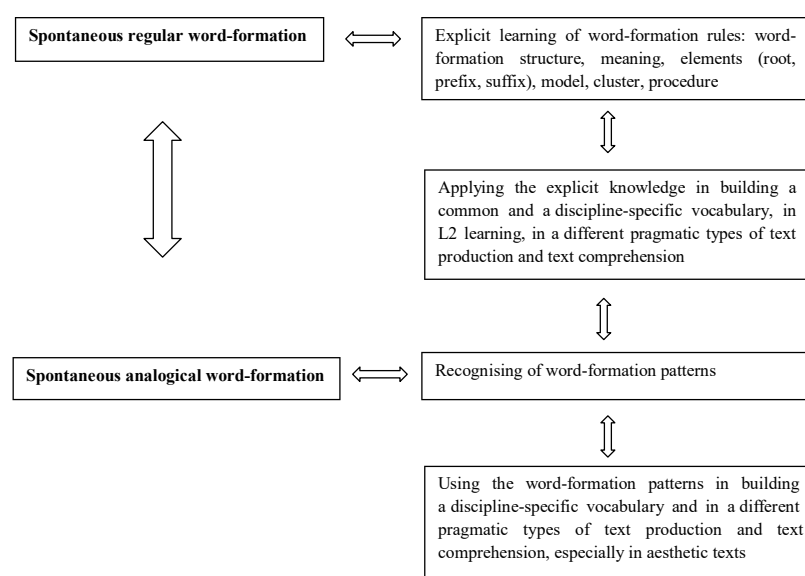 Spontaneous regular word-formation
Explicit learning of word-formation rules: word-
formation structure, meaning, elements (root,
prefix, suffix), model, cluster, procedure
Applying the explicit knowledge in building a
common and a discipline-specific vocabulary, in
L2 learning, in a different pragmatic types of text
production and text comprehension
Spontaneous analogical word-formation
Recognising of word-formation patterns
Using the word-formation patterns in building
a discipline-specific vocabulary and in a different
pragmatic types of text production and text
comprehension, especially in aesthetic texts